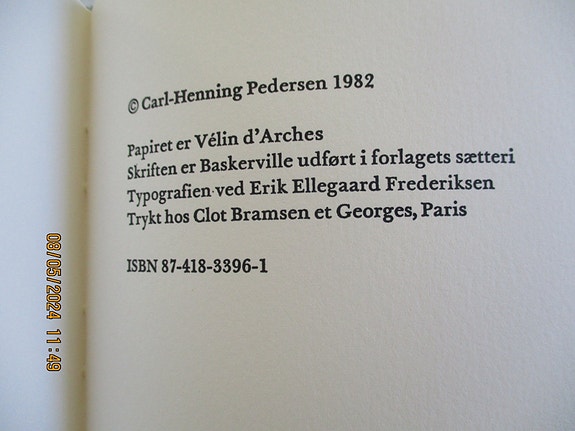 © Carl-Henning Pedersen 1982
Papiret er Vélin d'Arches
Skriften er Baskerville udført i forlagets sætteri
Typografien ved Erik Ellegaard Frederiksen
Trykt hos Clot Bramsen et Georges, Paris
ISBN 87-418-3396-1
08/05/2024 11:49